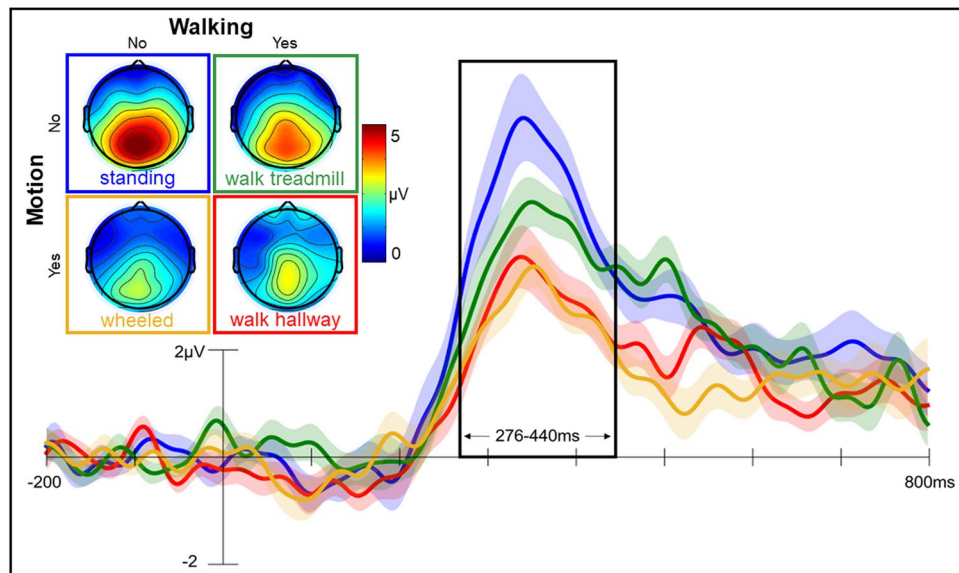 Walking
No Yes
Motion
No
Yes
standing
walk treadmill
wheeled
walk hallway
5
µV
0
2µV
276-440ms
-200
800ms
-2